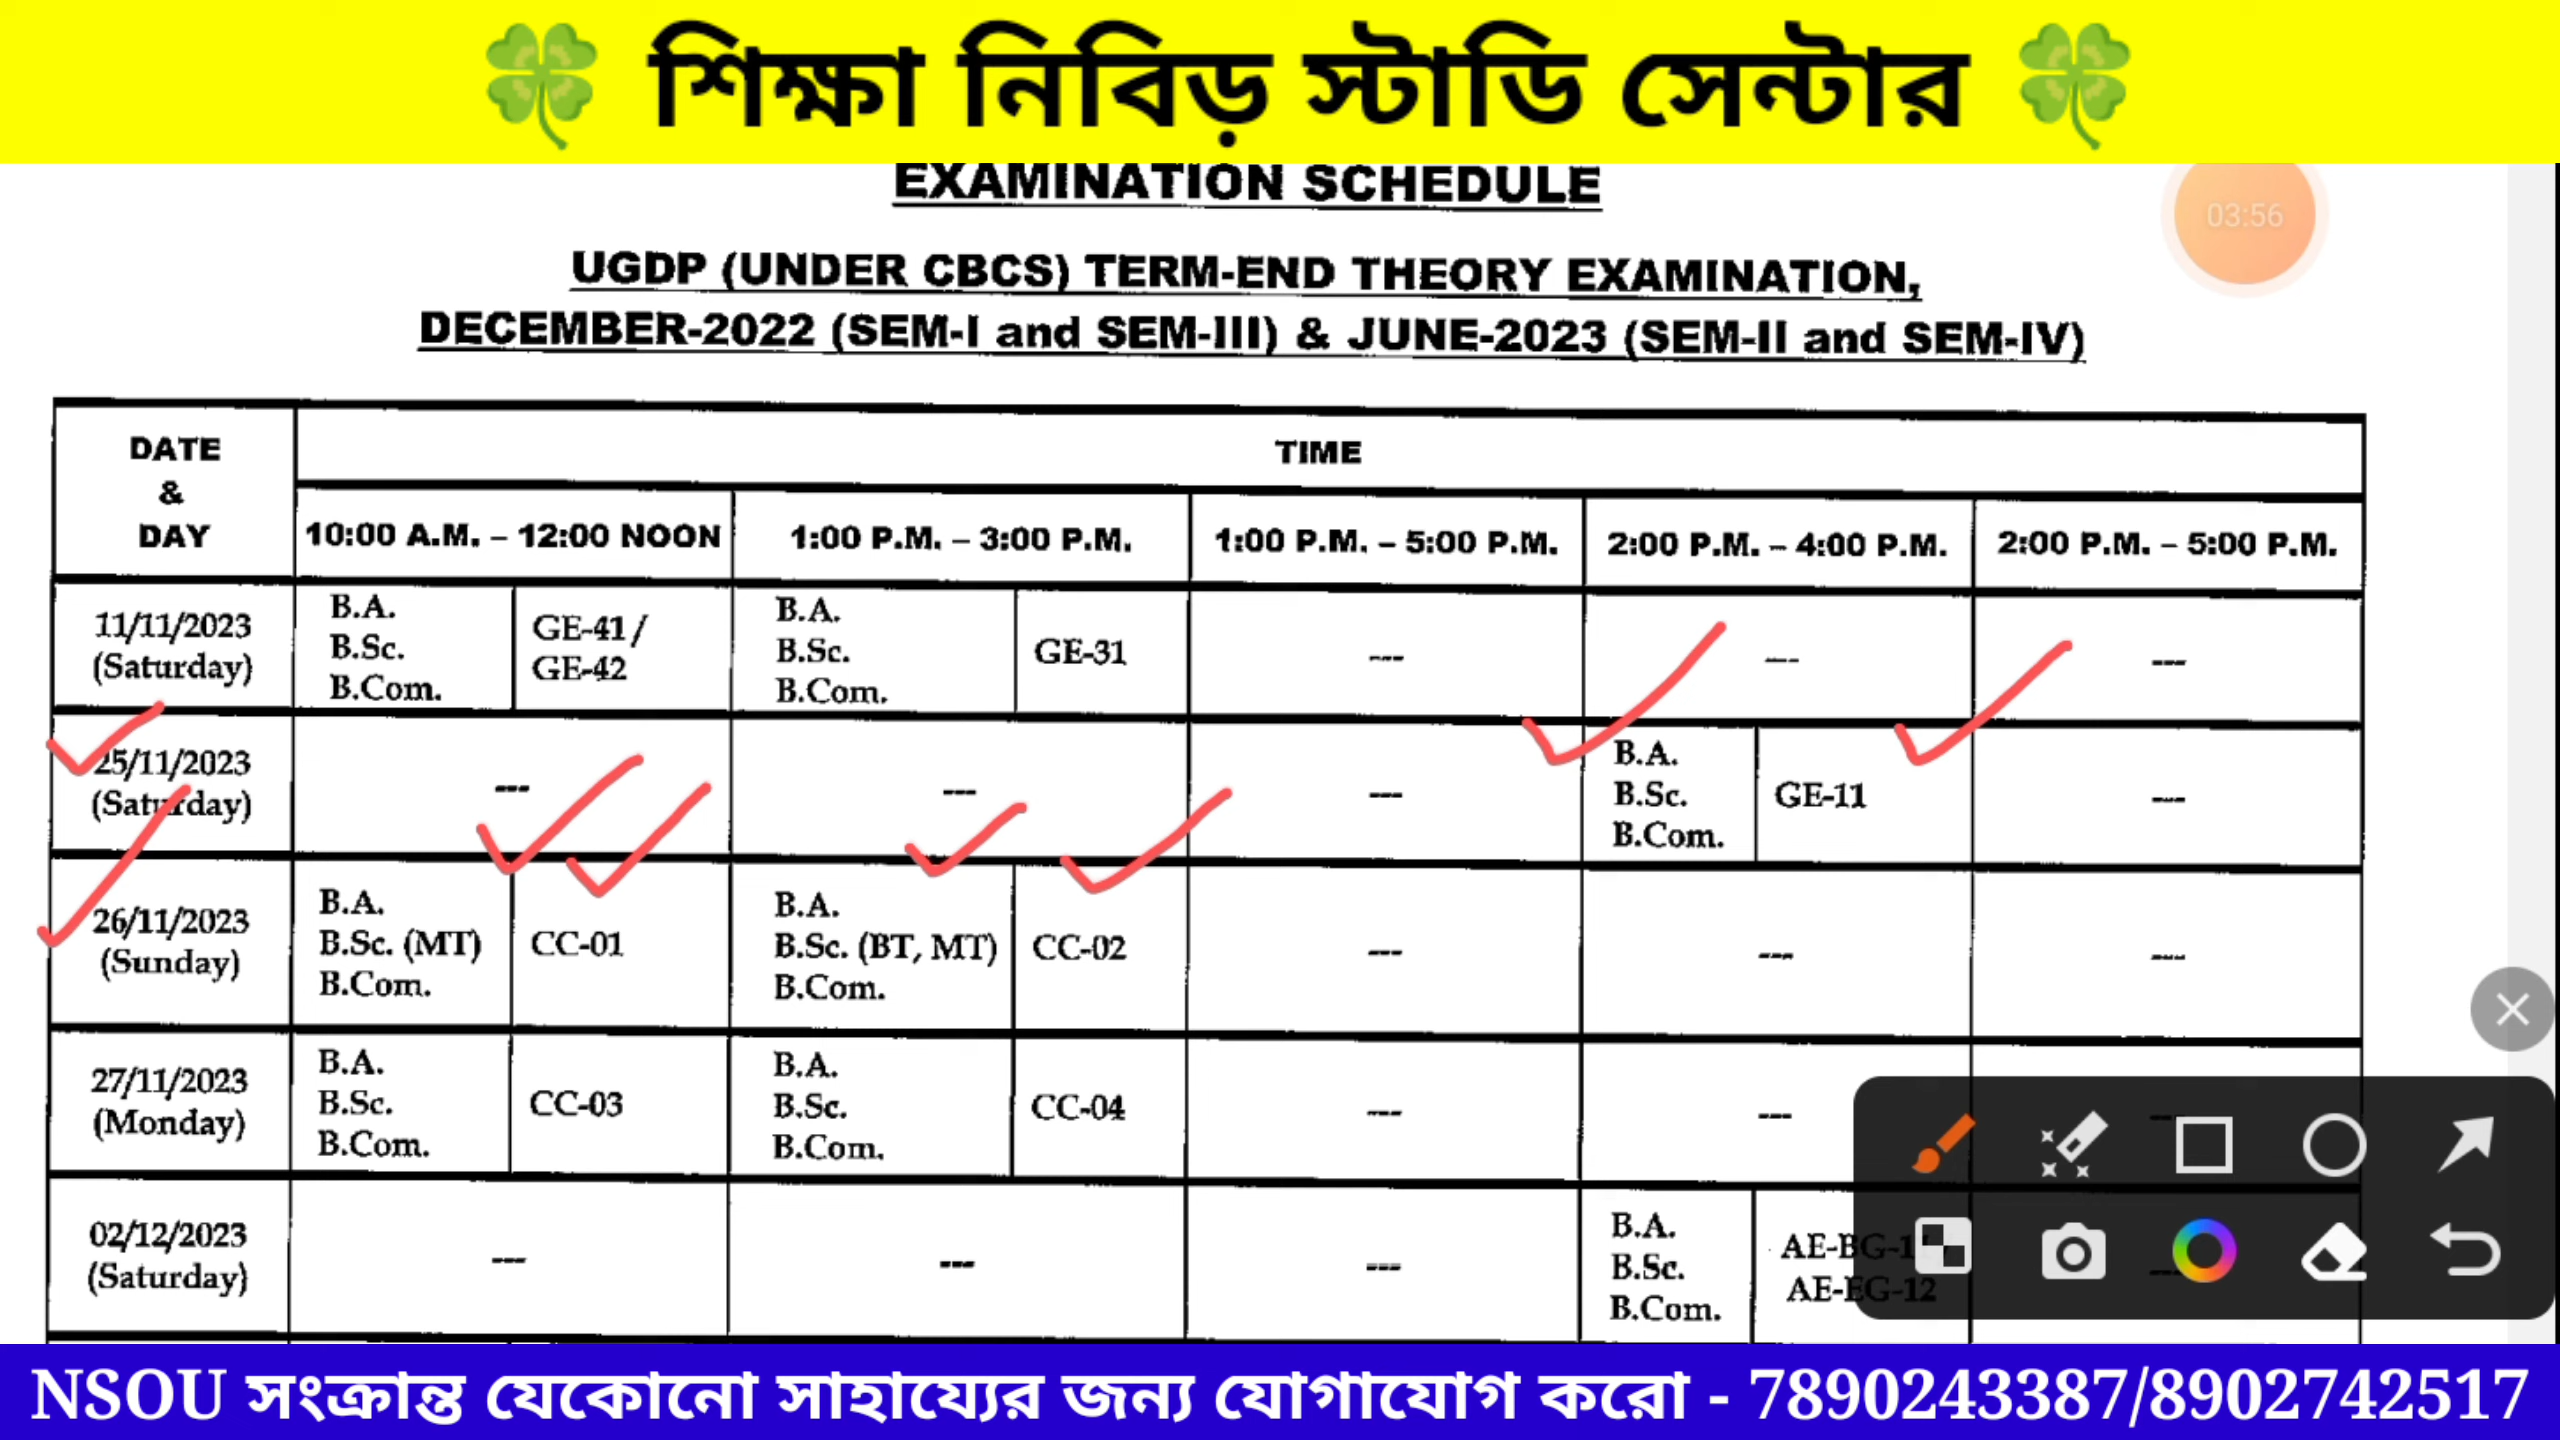 শিক্ষা নিবিড় স্টাডি সেন্টার
EXAMINATION SCHEDULE
03:56
UGDP (UNDER CBCS) TERM-END THEORY EXAMINATION,
DECEMBER-2022 (SEM-I and SEM-III) & JUNE-2023 (SEM-II and SEM-IV)
DATE
&
DAY
TIME
10:00 A.M. – 12:00 NOON
1:00 P.M. – 3:00 P.M.
1:00 P.M. – 5:00 P.M.
2:00 P.M. – 4:00 P.M.
2:00 P.M. – 5:00 P.M.
11/11/2023
(Saturday)
B.A.
B.Sc.
B.Com.
GE-41/
GE-42
B.A.
B.Sc.
B.Com.
GE-31
---
---
---
25/11/2023
(Saturday)
---
---
---
B.A.
B.Sc.
B.Com.
GE-11
---
26/11/2023
(Sunday)
B.A.
B.Sc. (MT)
B.Com.
CC-01
B.A.
B.Sc. (BT, MT)
B.Com.
CC-02
---
---
---
27/11/2023
(Monday)
B.A.
B.Sc.
B.Com.
CC-03
B.A.
B.Sc.
B.Com.
CC-04
---
---
---
02/12/2023
(Saturday)
---
---
---
B.A.
B.Sc.
B.Com.
AE-EG-12
---
NSOU সংক্রান্ত যেকোনো সাহায্যের জন্য যোগাযোগ করো - 7890243387/8902742517